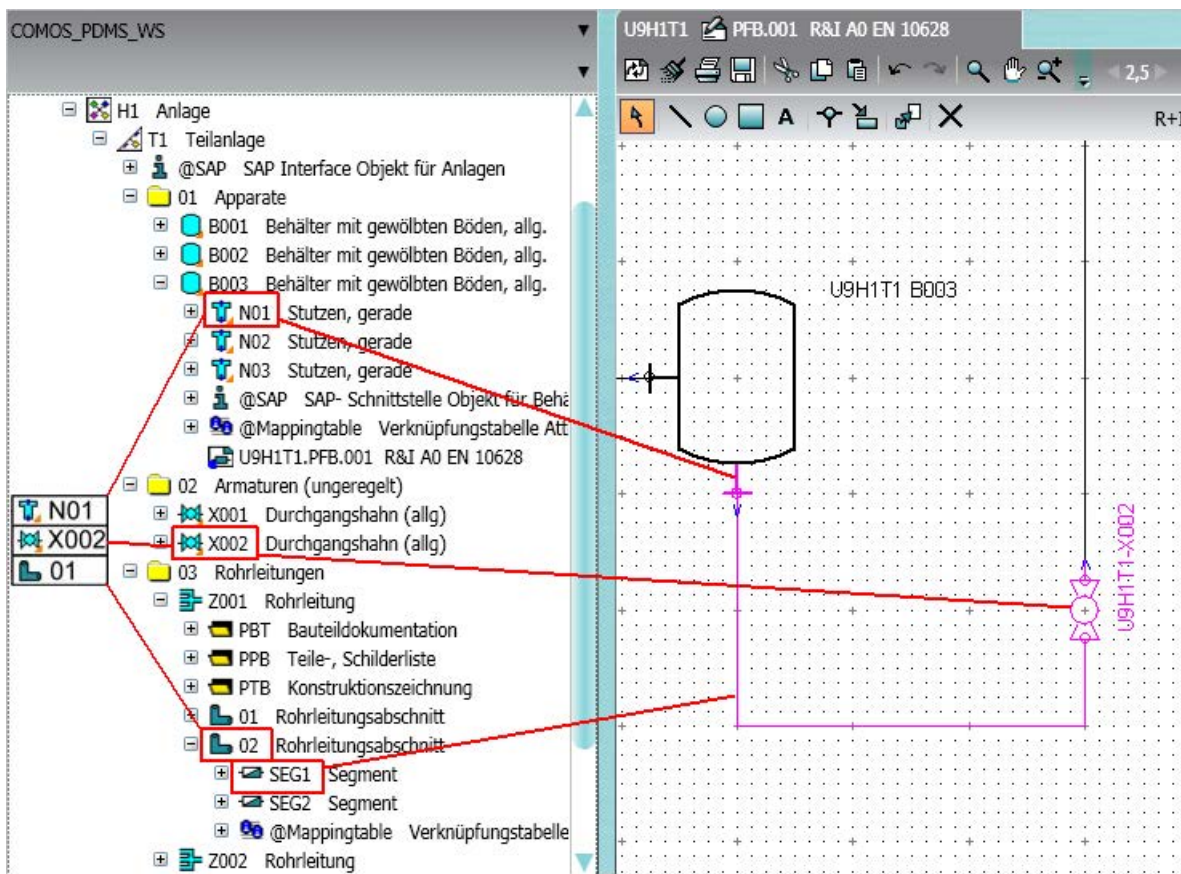 COMOS_PDMS_WS
H1 Anlage
T1 Teilanlage
@SAP SAP Interface Objekt für Anlagen
01 Apparate
B001 Behälter mit gewölbten Böden, allg.
B002 Behälter mit gewölbten Böden, allg.
B003 Behälter mit gewölbten Böden, allg.
N01 Stutzen, gerade
N02 Stutzen, gerade
N03 Stutzen, gerade
@SAP SAP- Schnittstelle Objekt für Behä
@Mappingtable Verknüpfungstabelle Att
U9H1T1.PFB.001 R&I A0 EN 10628
02 Armaturen (ungeregelt)
X001 Durchgangshahn (allg)
X002 Durchgangshahn (allg)
03 Rohrleitungen
Z001 Rohrleitung
PBT Bauteildokumentation
PPB Teile-, Schilderliste
PTB Konstruktionszeichnung
01 Rohrleitungsabschnitt
02 Rohrleitungsabschnitt
SEG1 Segment
SEG2 Segment
@Mappingtable Verknüpfungstabelle
Z002 Rohrleitung
N01
X002
01
U9H1T1 PFB.001 R&I A0 EN 10628
2,5
A
R+I
U9H1T1 B003
U9H1T1-X002